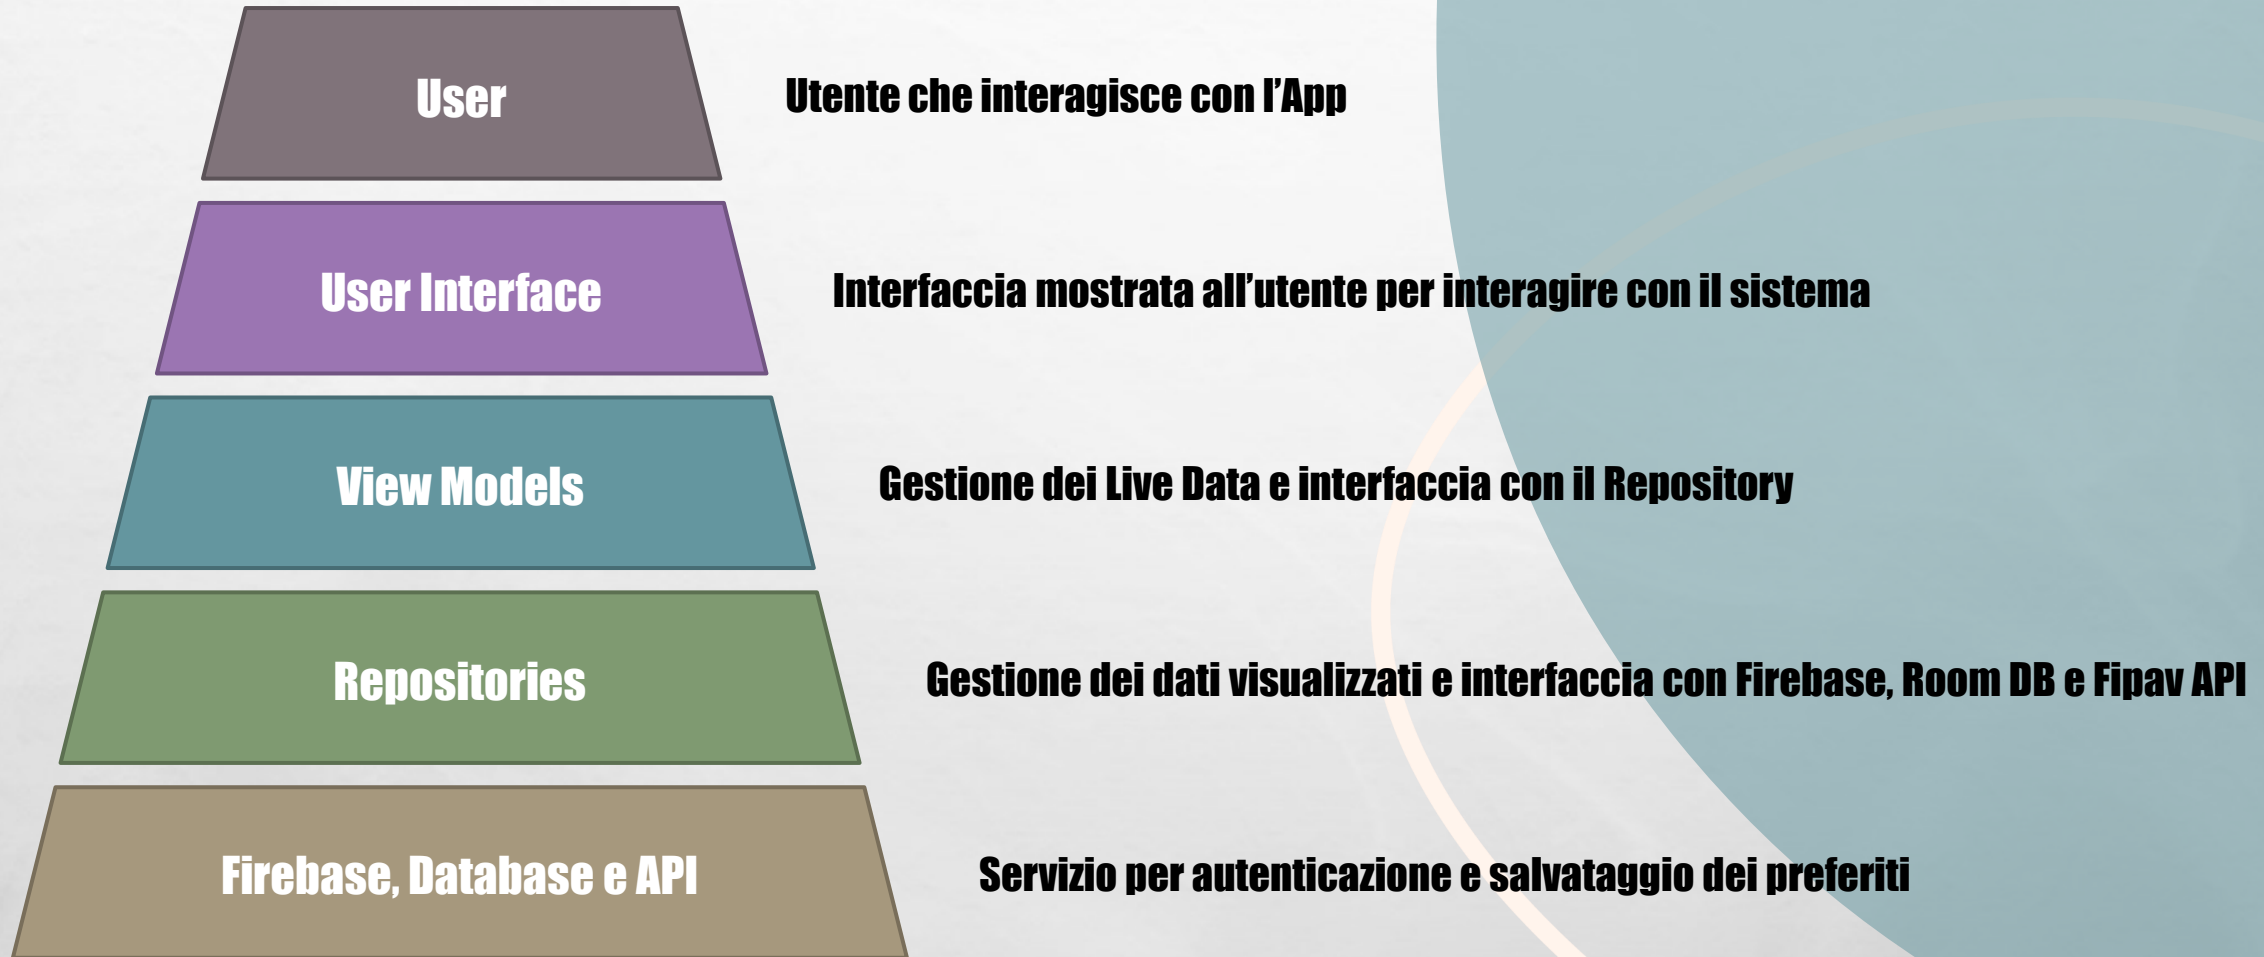 User
Utente che interagisce con l’App
User Interface
Interfaccia mostrata all’utente per interagire con il sistema
View Models
Gestione dei Live Data e interfaccia con il Repository
Repositories
Gestione dei dati visualizzati e interfaccia con Firebase, Room DB e Fipav API
Firebase, Database e API
Servizio per autenticazione e salvataggio dei preferiti